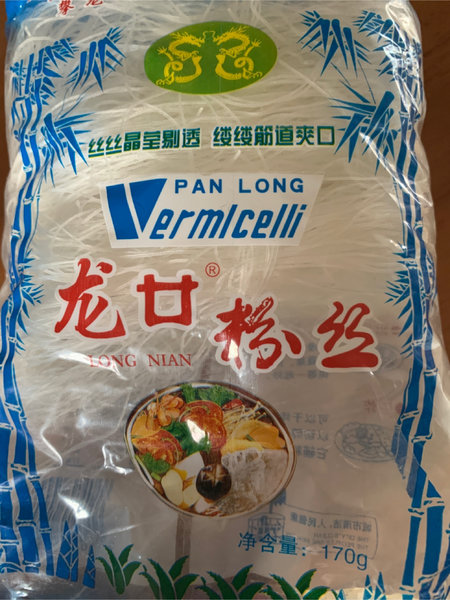 丝丝晶莹剔透 缕缕筋道爽口
PAN LONG
VermIcelli
龙廿®粉丝
LONG NIAN
净含量：170g